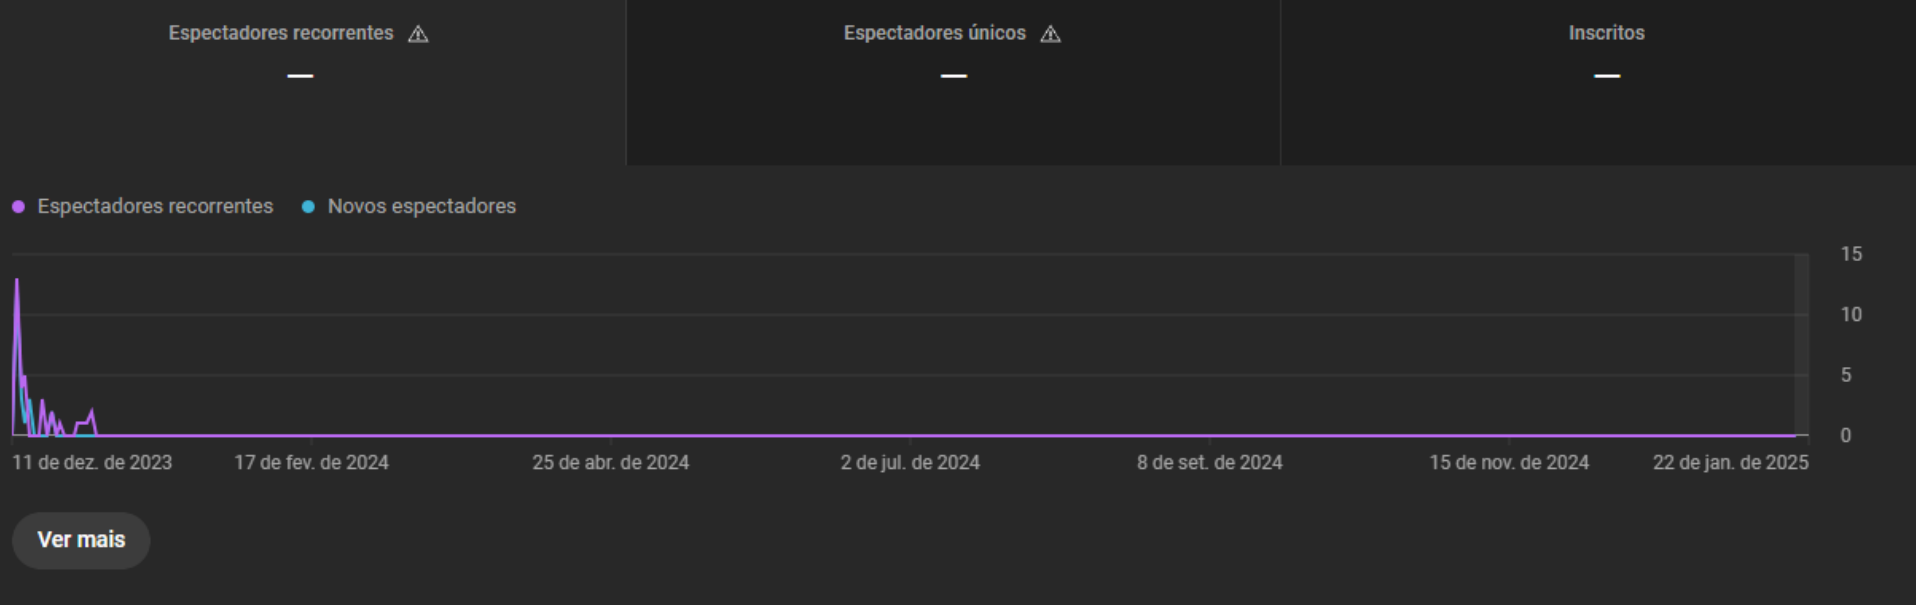 Espectadores recorrentes
—
Espectadores únicos
—
Inscritos
—
Espectadores recorrentes
Novos espectadores
15
10
5
0
11 de dez. de 2023
17 de fev. de 2024
25 de abr. de 2024
2 de jul. de 2024
8 de set. de 2024
15 de nov. de 2024
22 de jan. de 2025
Ver mais